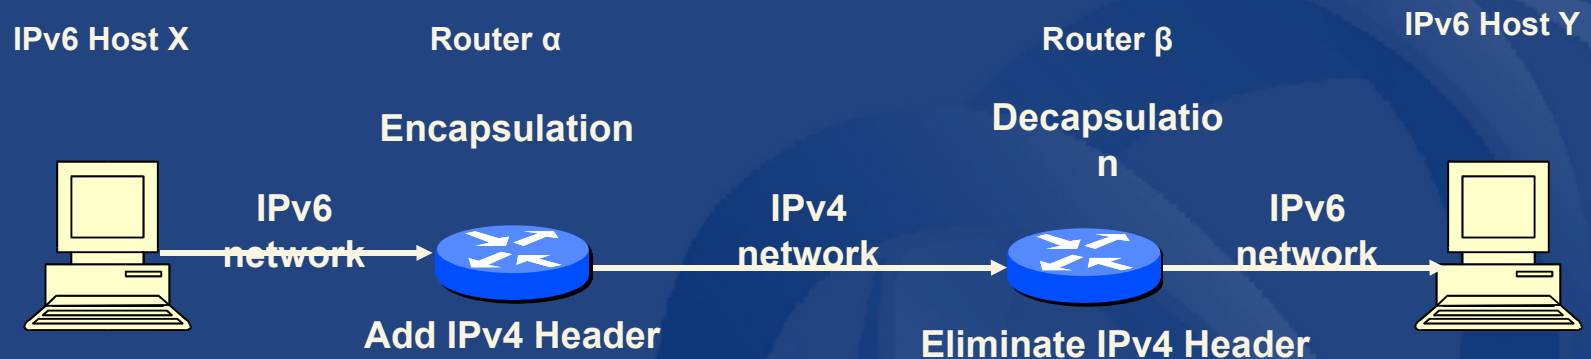 IPv6 Host X
Router α
Router β
IPv6 Host Y
Encapsulation
Decapsulatio
n
IPv6
network
IPv4
network
IPv6
network
Add IPv4 Header
Eliminate IPv4 Header